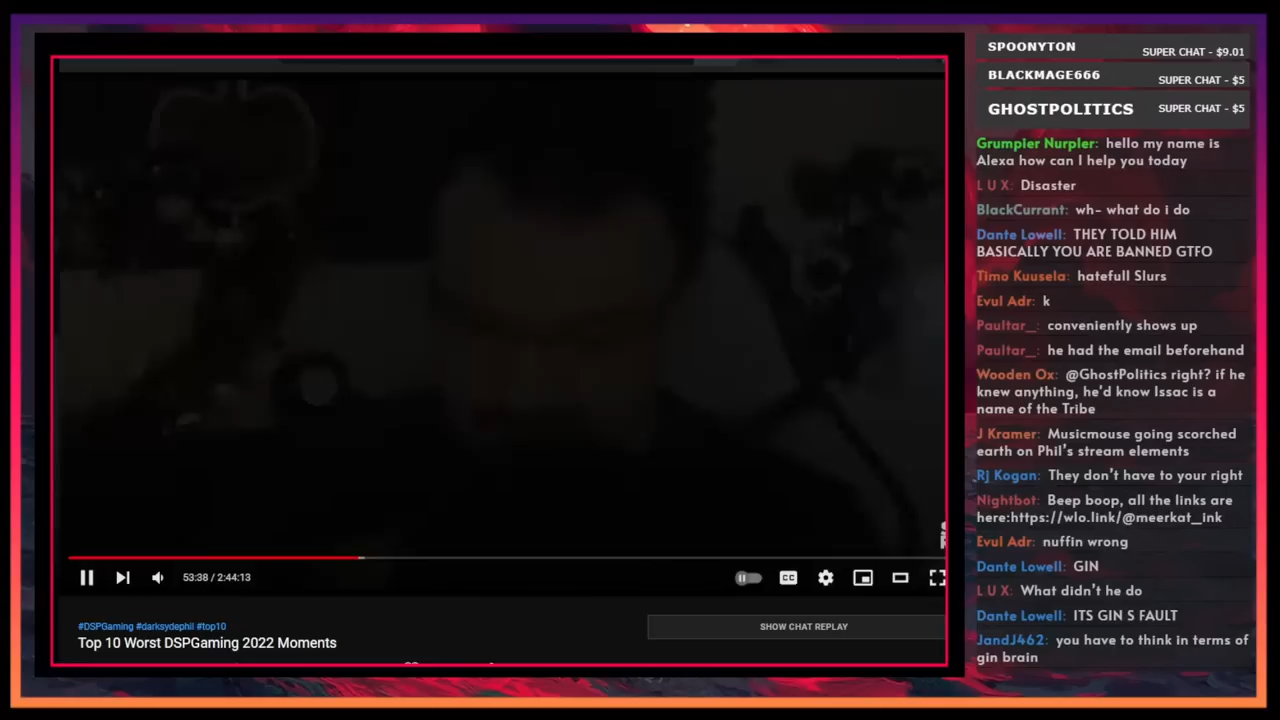 SPOONYTON
SUPER CHAT - $9.01
BLACKMAGE666
SUPER CHAT - $5
GHOSTPOLITICS
SUPER CHAT - $5
Grumpier Nurpler: hello my name is
Alexa how can I help you today
L U X: Disaster
BlackCurrant: wh- what do i do
Dante Lowell: THEY TOLD HIM
BASICALLY YOU ARE BANNED GTFO
Timo Kuusela: hatefull Slurs
Evul Adr: k
Paultar_: conveniently shows up
Paultar_: he had the email beforehand
Wooden Ox: @GhostPolitics right? if he
knew anything, he'd know Issac is a
name of the Tribe
J Kramer: Musicmouse going scorched
earth on Phil's stream elements
Rj Kogan: They don't have to your right
Nightbot: Beep boop, all the links are
here:https://wlo.link/@meerkat_ink
Evul Adr: nuffin wrong
Dante Lowell: GIN
L U X: What didn't he do
Dante Lowell: ITS GIN S FAULT
JandJ462: you have to think in terms of
gin brain
53:38 / 2:44:13
CC
#DSPGaming #darksydephil #top10
Top 10 Worst DSPGaming 2022 Moments
SHOW CHAT REPLAY